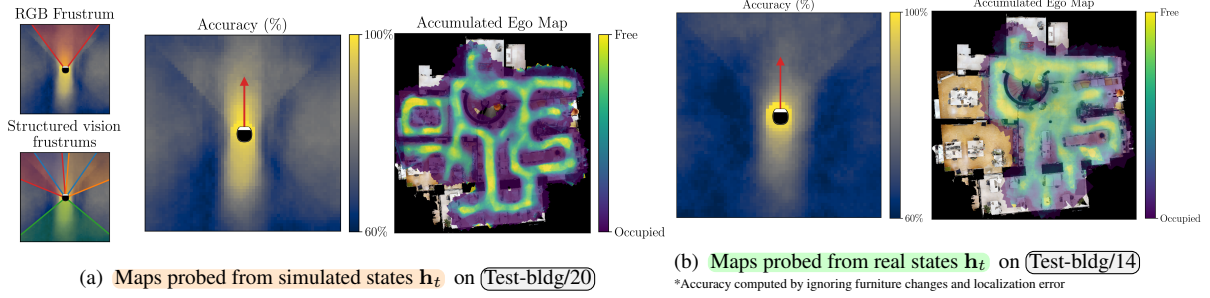 RGB Frustrum
Structured vision
frustrums
Accuracy (%)
100%
60%
Accumulated Ego Map
Free
Occupied
(a) Maps probed from simulated states h_t on Test-bldg/20
Accuracy (%)
100%
60%
Accumulated Ego Map
Free
Occupied
(b) Maps probed from real states h_t on Test-bldg/14
*Accuracy computed by ignoring furniture changes and localization error